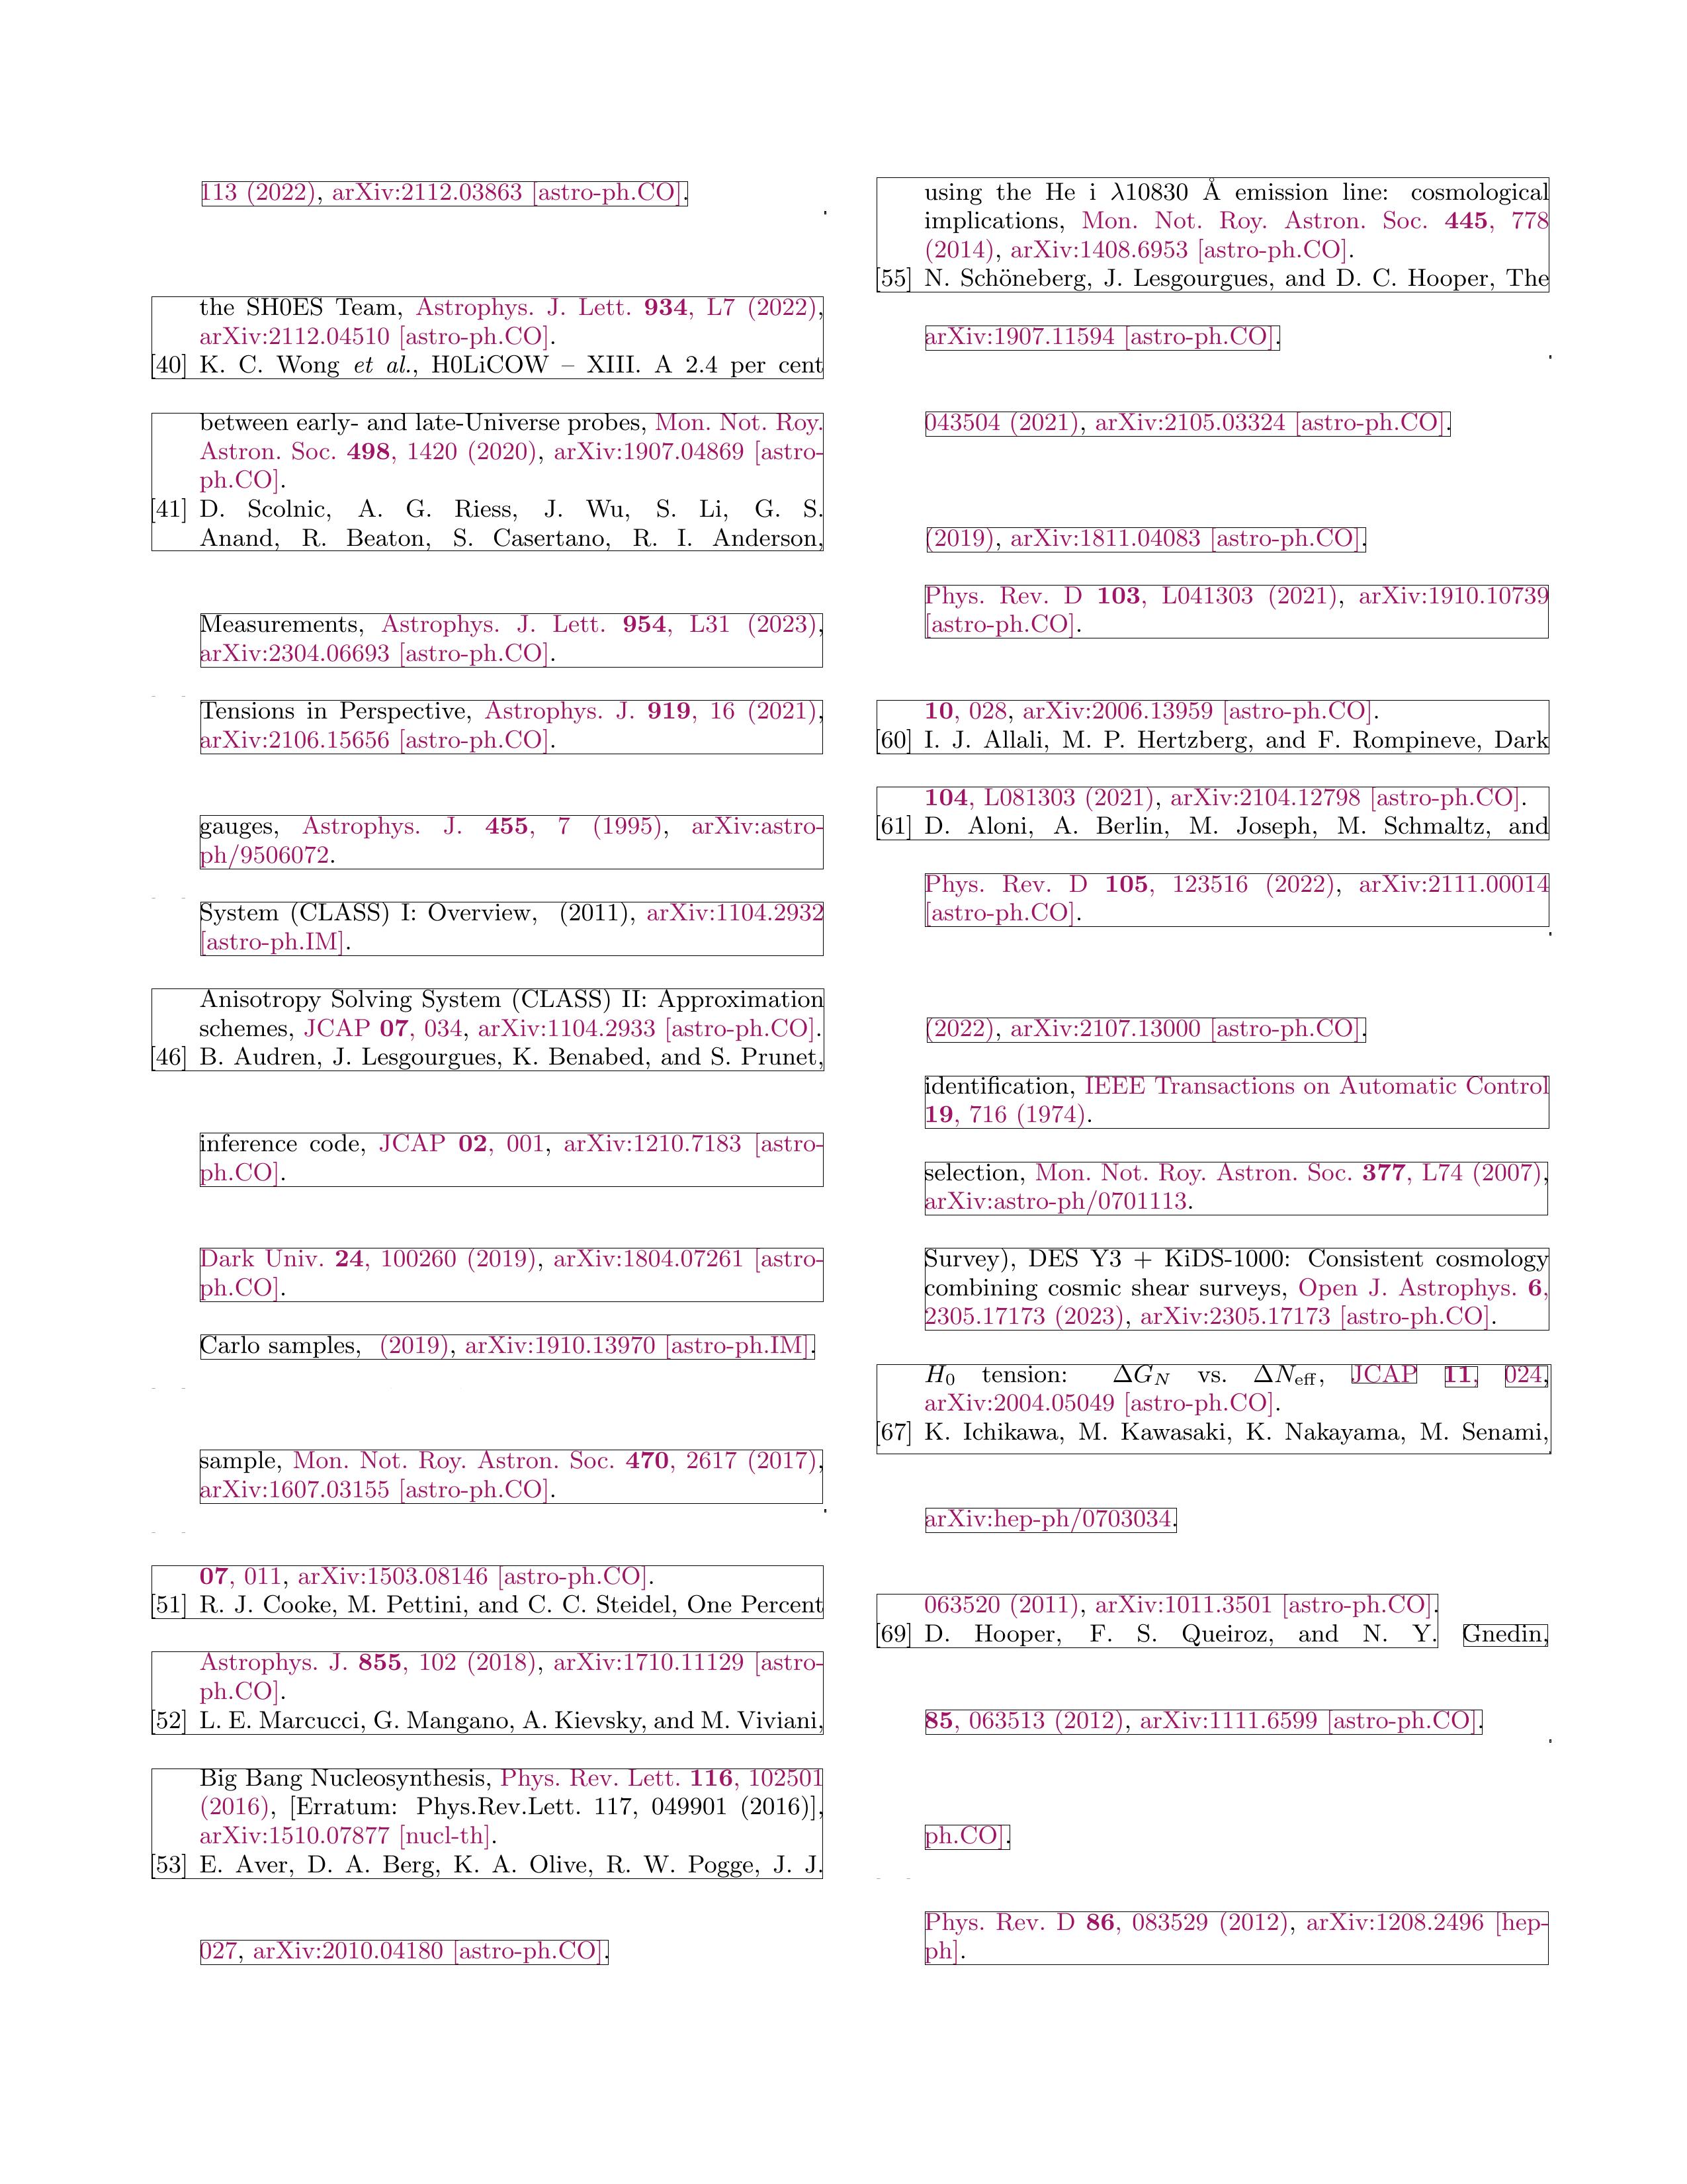 113 (2022), arXiv:2112.03863 [astro-ph.CO].
the SH0ES Team, Astrophys. J. Lett. 934, L7 (2022),
arXiv:2112.04510 [astro-ph.CO].
[40] K. C. Wong et al., H0LiCOW – XIII. A 2.4 per cent
between early- and late-Universe probes, Mon. Not. Roy.
Astron. Soc. 498, 1420 (2020), arXiv:1907.04869 [astro-
ph.CO].
[41] D. Scolnic, A. G. Riess, J. Wu, S. Li, G. S.
Anand, R. Beaton, S. Casertano, R. I. Anderson,
Measurements, Astrophys. J. Lett. 954, L31 (2023),
arXiv:2304.06693 [astro-ph.CO].
Tensions in Perspective, Astrophys. J. 919, 16 (2021),
arXiv:2106.15656 [astro-ph.CO].
gauges, Astrophys. J. 455, 7 (1995), arXiv:astro-
ph/9506072.
System (CLASS) I: Overview, (2011), arXiv:1104.2932
[astro-ph.IM].
Anisotropy Solving System (CLASS) II: Approximation
schemes, JCAP 07, 034, arXiv:1104.2933 [astro-ph.CO].
[46] B. Audren, J. Lesgourgues, K. Benabed, and S. Prunet,
inference code, JCAP 02, 001, arXiv:1210.7183 [astro-
ph.CO].
Dark Univ. 24, 100260 (2019), arXiv:1804.07261 [astro-
ph.CO].
Carlo samples, (2019), arXiv:1910.13970 [astro-ph.IM].
sample, Mon. Not. Roy. Astron. Soc. 470, 2617 (2017),
arXiv:1607.03155 [astro-ph.CO].
07, 011, arXiv:1503.08146 [astro-ph.CO].
[51] R. J. Cooke, M. Pettini, and C. C. Steidel, One Percent
Astrophys. J. 855, 102 (2018), arXiv:1710.11129 [astro-
ph.CO].
[52] L. E. Marcucci, G. Mangano, A. Kievsky, and M. Viviani,
Big Bang Nucleosynthesis, Phys. Rev. Lett. 116, 102501
(2016), [Erratum: Phys.Rev.Lett. 117, 049901 (2016)],
arXiv:1510.07877 [nucl-th].
[53] E. Aver, D. A. Berg, K. A. Olive, R. W. Pogge, J. J.
027, arXiv:2010.04180 [astro-ph.CO].
using the He i λ10830 Å emission line: cosmological
implications, Mon. Not. Roy. Astron. Soc. 445, 778
(2014), arXiv:1408.6953 [astro-ph.CO].
[55] N. Schöneberg, J. Lesgourgues, and D. C. Hooper, The
arXiv:1907.11594 [astro-ph.CO].
043504 (2021), arXiv:2105.03324 [astro-ph.CO].
(2019), arXiv:1811.04083 [astro-ph.CO].
Phys. Rev. D 103, L041303 (2021), arXiv:1910.10739
[astro-ph.CO].
10, 028, arXiv:2006.13959 [astro-ph.CO].
[60] I. J. Allali, M. P. Hertzberg, and F. Rompineve, Dark
104, L081303 (2021), arXiv:2104.12798 [astro-ph.CO].
[61] D. Aloni, A. Berlin, M. Joseph, M. Schmaltz, and
Phys. Rev. D 105, 123516 (2022), arXiv:2111.00014
[astro-ph.CO].
(2022), arXiv:2107.13000 [astro-ph.CO].
identification, IEEE Transactions on Automatic Control
19, 716 (1974).
selection, Mon. Not. Roy. Astron. Soc. 377, L74 (2007),
arXiv:astro-ph/0701113.
Survey), DES Y3 + KiDS-1000: Consistent cosmology
combining cosmic shear surveys, Open J. Astrophys. 6,
2305.17173 (2023), arXiv:2305.17173 [astro-ph.CO].
H0 tension: ΔGN vs. ΔNeff, JCAP 11, 024,
arXiv:2004.05049 [astro-ph.CO].
[67] K. Ichikawa, M. Kawasaki, K. Nakayama, M. Senami,
arXiv:hep-ph/0703034.
063520 (2011), arXiv:1011.3501 [astro-ph.CO].
[69] D. Hooper, F. S. Queiroz, and N. Y. Gnedin,
85, 063513 (2012), arXiv:1111.6599 [astro-ph.CO].
ph.CO].
Phys. Rev. D 86, 083529 (2012), arXiv:1208.2496 [hep-
ph].